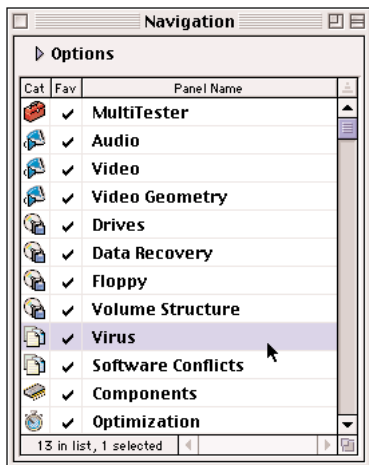 Navigation
Options
Cat Fav Panel Name
MultiTester
Audio
Video
Video Geometry
Drives
Data Recovery
Floppy
Volume Structure
Virus
Software Conflicts
Components
Optimization
13 in list, 1 selected